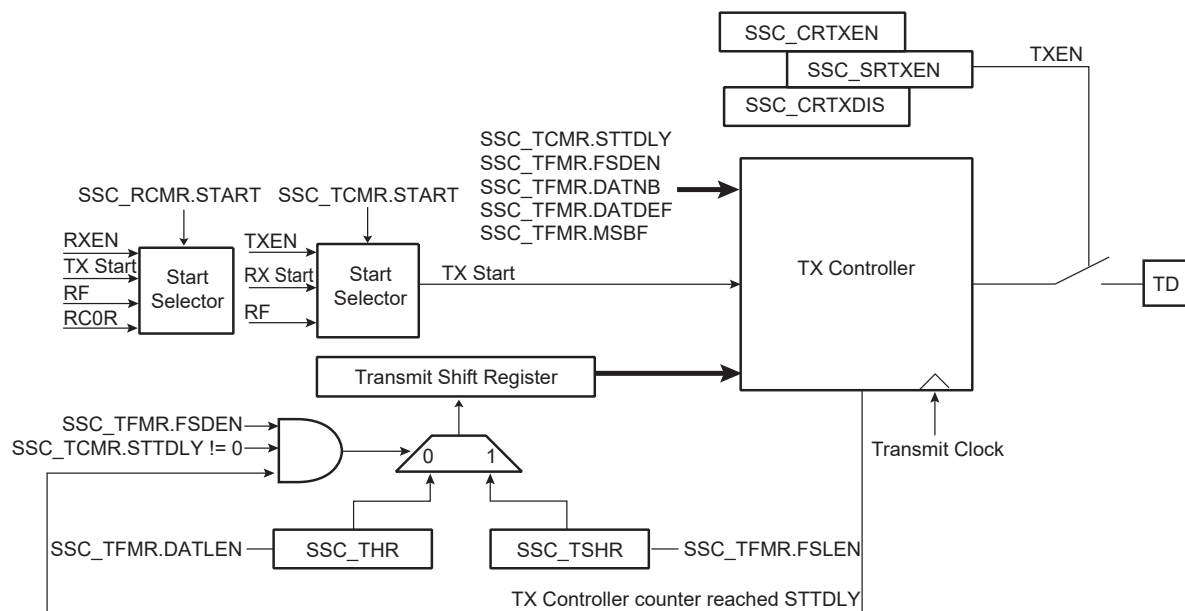 SSC_CRTXEN
SSC_SRTXEN
TXEN
SSC_CRTXDIS
SSC_TCMR.STTDLY
SSC_TFMR.FSDEN
SSC_TFMR.DATNB
SSC_TFMR.DATDEF
SSC_TFMR.MSBF
SSC_RCMR.START
SSC_TCMR.START
RXEN
TX Start
RF
RC0R
Start
Selector
TXEN
RX Start
RF
Start
Selector
TX Start
TX Controller
TD
Transmit Shift Register
SSC_TFMR.FSDEN
SSC_TCMR.STTDLY != 0
0
1
Transmit Clock
SSC_TFMR.DATLEN
SSC_THR
SSC_TSHR
SSC_TFMR.FSLEN
TX Controller counter reached STTDLY